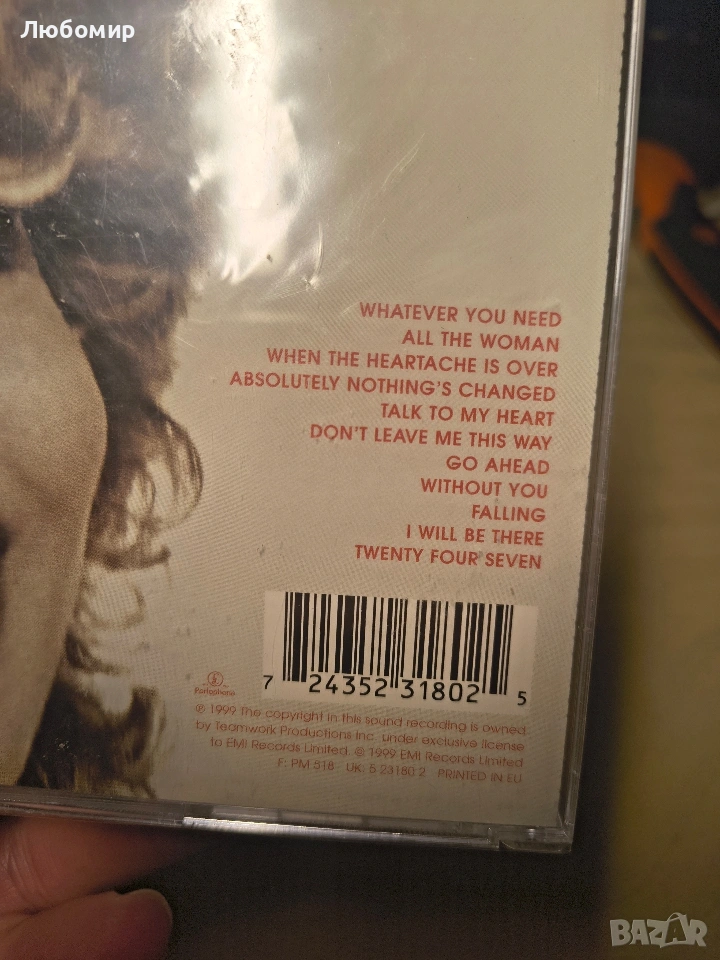 Любомир
WHATEVER YOU NEED
ALL THE WOMAN
WHEN THE HEARTACHE IS OVER
ABSOLUTELY NOTHING'S CHANGED
TALK TO MY HEART
DON'T LEAVE ME THIS WAY
GO AHEAD
WITHOUT YOU
FALLING
I WILL BE THERE
TWENTY FOUR SEVEN
7 24352 31802 5
Parlophone
℗ 1999 The copyright in this sound recording is owned
by Teamwork Productions Inc. under exclusive license
to EMI Records Limited. © 1999 EMI Records Limited
F: PM 518 · UK: 5 23180 2 PRINTED IN EU
BAZAR